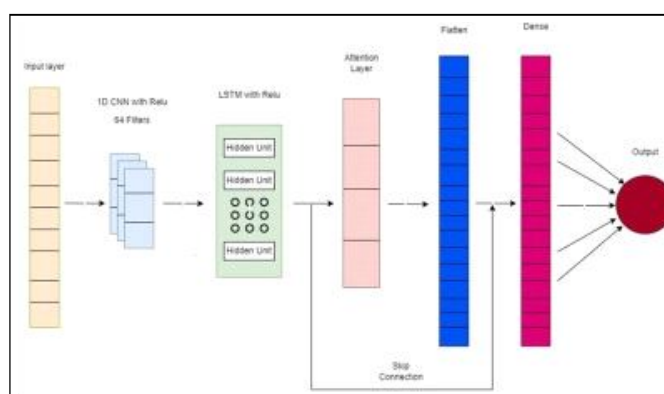 Flatten
Dense
Input layer
Attention
Layer
1D CNN with Relu
64 Filters
LSTM with Relu
Hidden Unit
Hidden Unit
Hidden Unit
Output
Skip
Connection